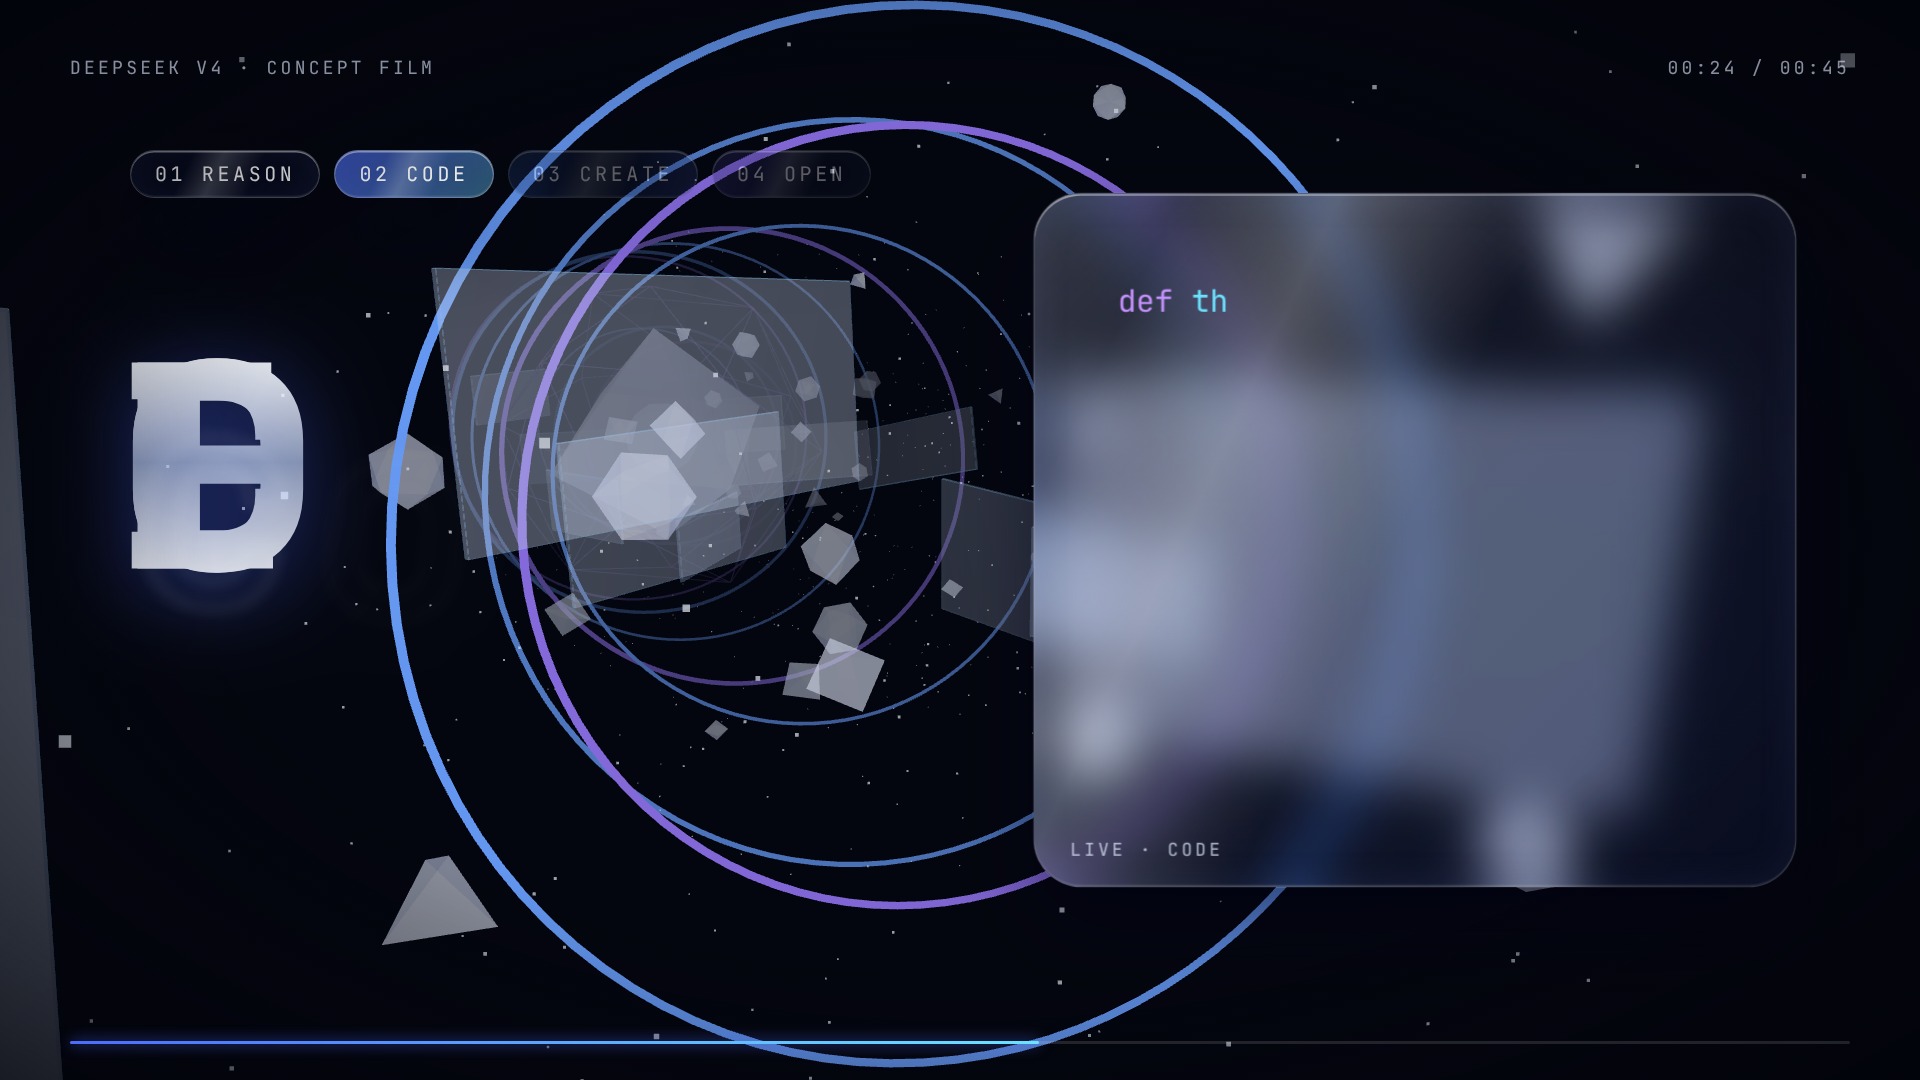 DEEPSEEK V4 · CONCEPT FILM
00:24 / 00:45
01 REASON
02 CODE
03 CREATE
04 OPEN
def th
LIVE · CODE